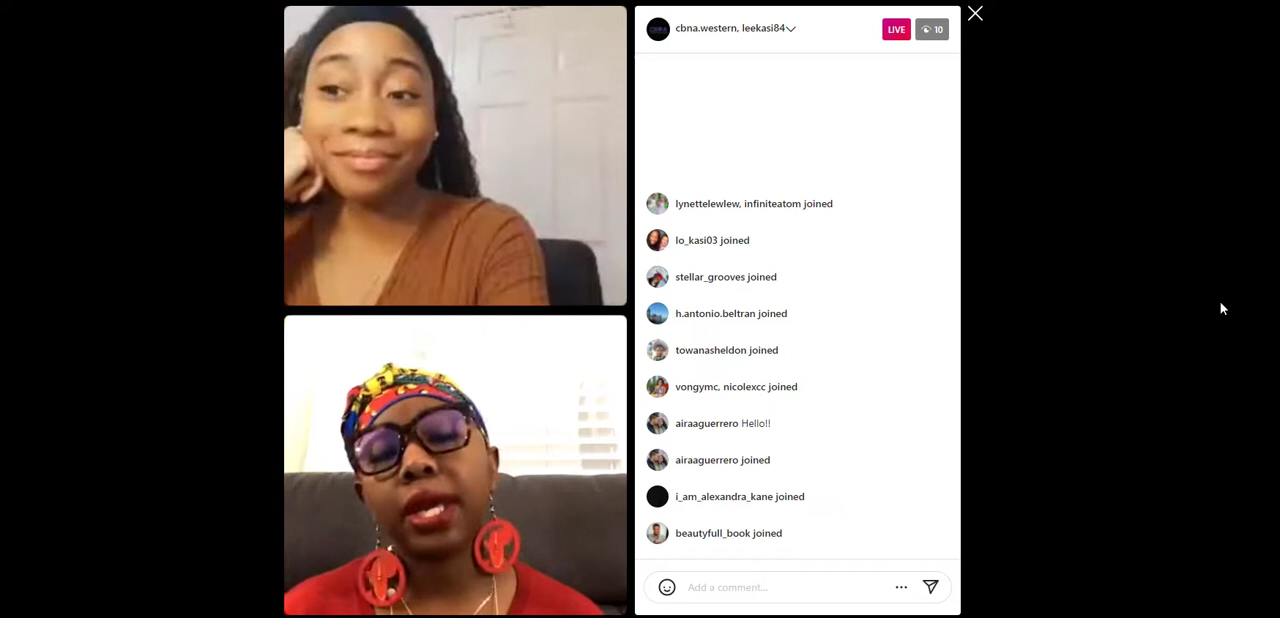 cbna.western, leekasi84
LIVE
10
lynettelewlew, infiniteatom joined
lo_kasi03 joined
stellar_grooves joined
h.antonio.beltran joined
towanasheldon joined
vongymc, nicolexcc joined
airaaguerrero Hello!!
airaaguerrero joined
i_am_alexandra_kane joined
beautyfull_book joined
Add a comment...